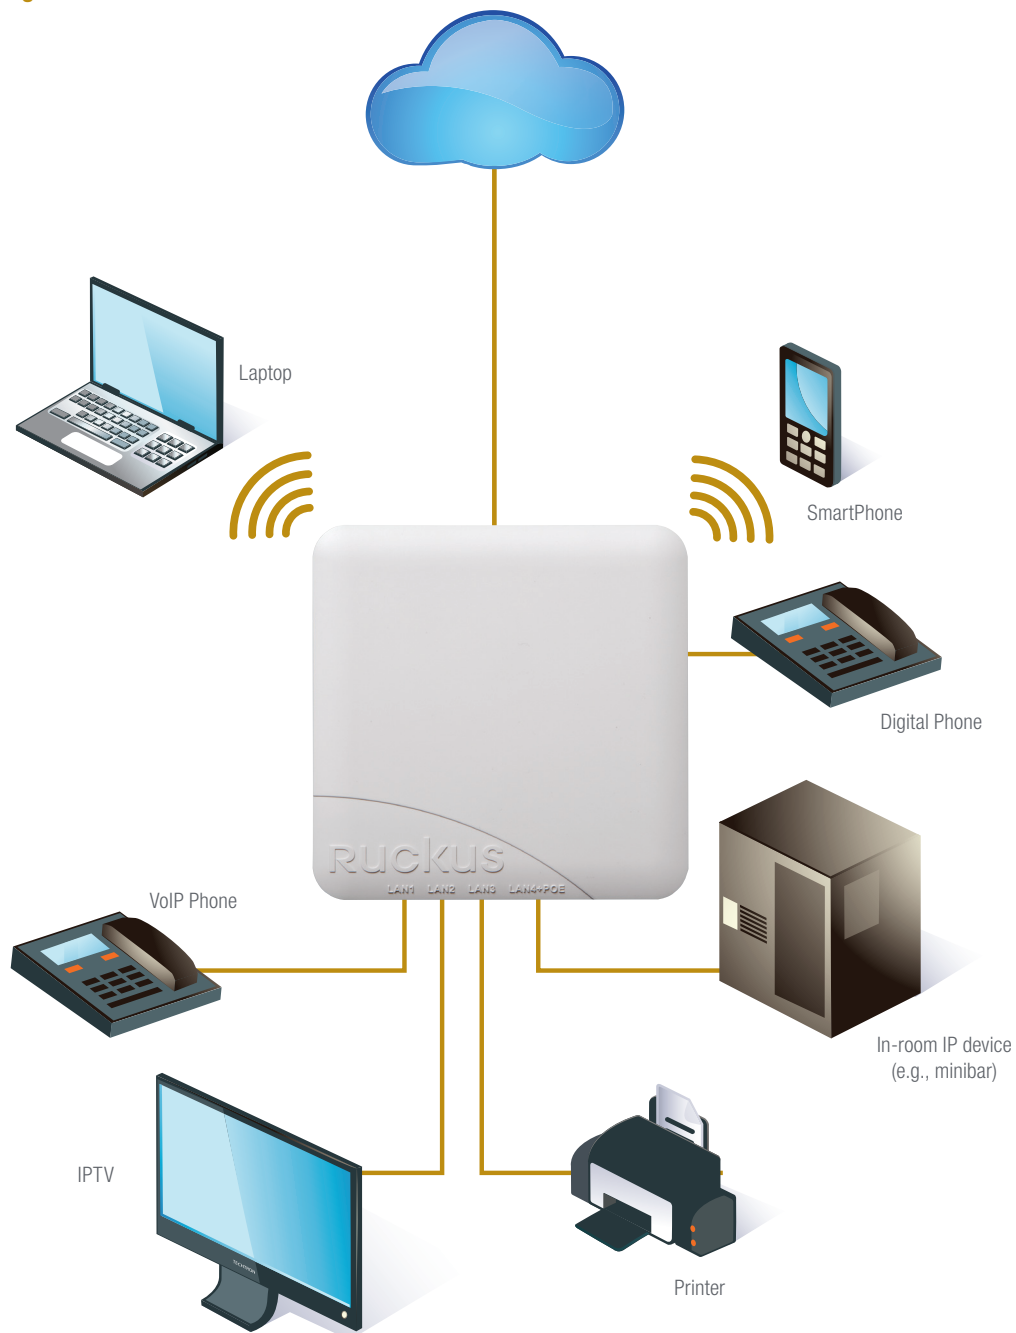 Laptop
SmartPhone
Digital Phone
RUCKUS
LAN1 LAN2 LAN3 LAN4+POE
VoIP Phone
In-room IP device
(e.g., minibar)
IPTV
TECHNION
Printer